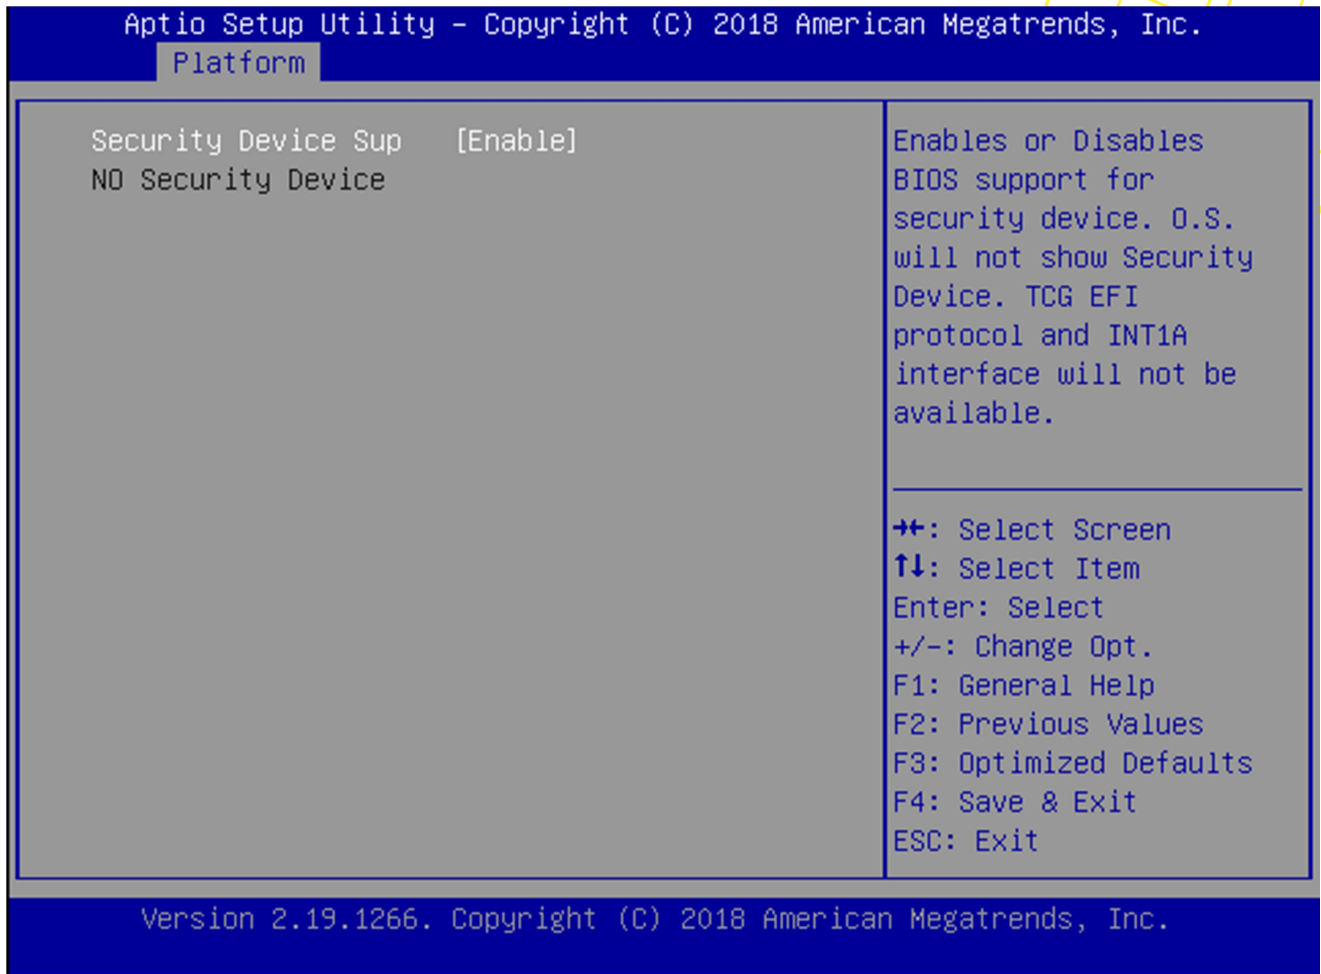 Aptio Setup Utility – Copyright (C) 2018 American Megatrends, Inc.
Platform
Security Device Sup [Enable]
NO Security Device
Enables or Disables
BIOS support for
security device. O.S.
will not show Security
Device. TCG EFI
protocol and INT1A
interface will not be
available.
→←: Select Screen
↑↓: Select Item
Enter: Select
+/-: Change Opt.
F1: General Help
F2: Previous Values
F3: Optimized Defaults
F4: Save & Exit
ESC: Exit
Version 2.19.1266. Copyright (C) 2018 American Megatrends, Inc.